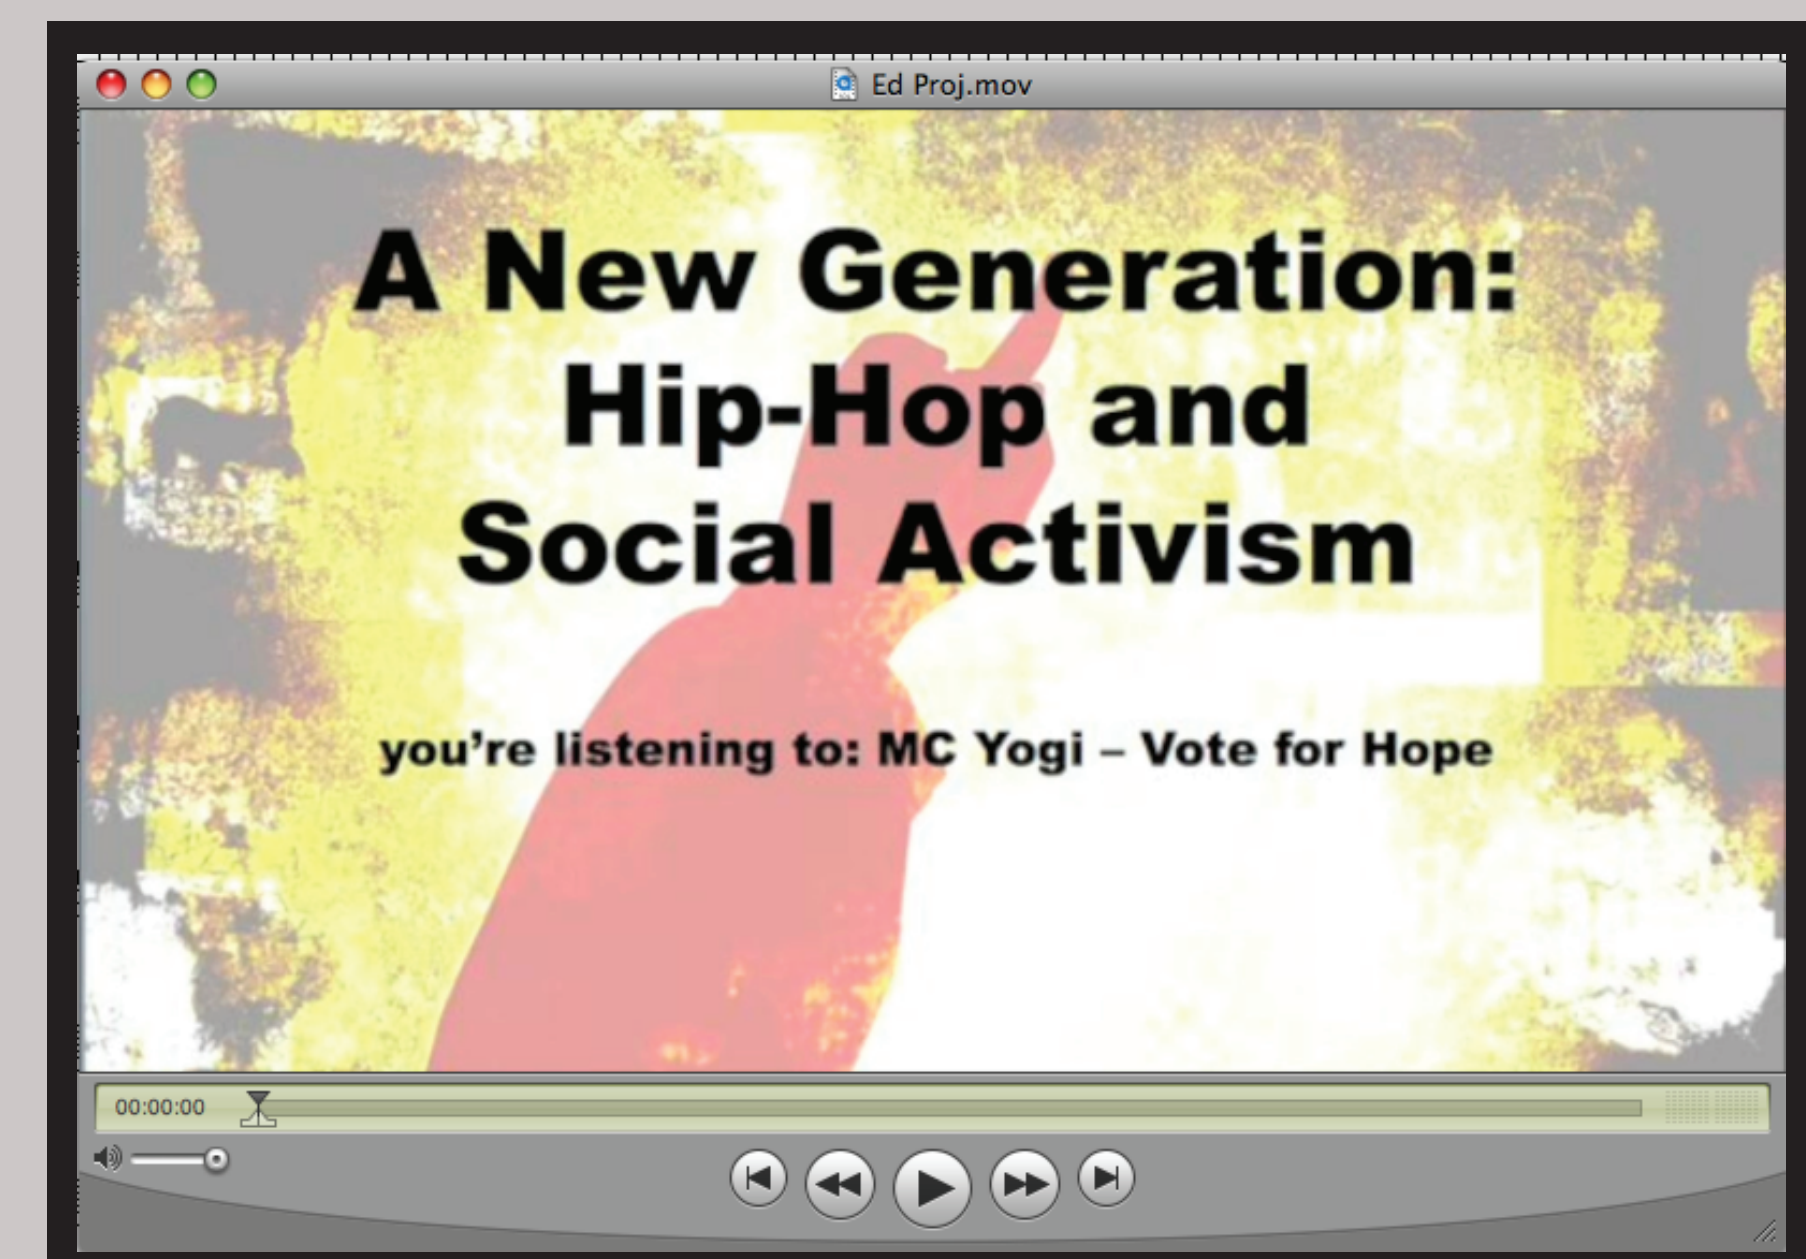 Ed Proj.mov
A New Generation:
Hip-Hop and
Social Activism
you're listening to: MC Yogi – Vote for Hope
00:00:00